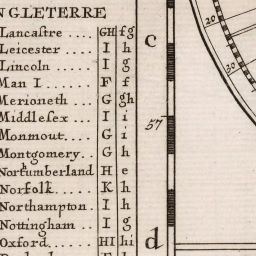 NGLETERRE
Lancastre .... GH fg
Leicester .... I h
Lincoln ..... I g
Man I ...... F f
Merioneth ... G gh
Middlesex ... I i
Monmout.... G i
Montgomery.. G h
Northumberland H e
Norfolk..... K h
Northampton. I h
Nottingham .. I g
Oxford...... HI hi
c
57
d
20
30